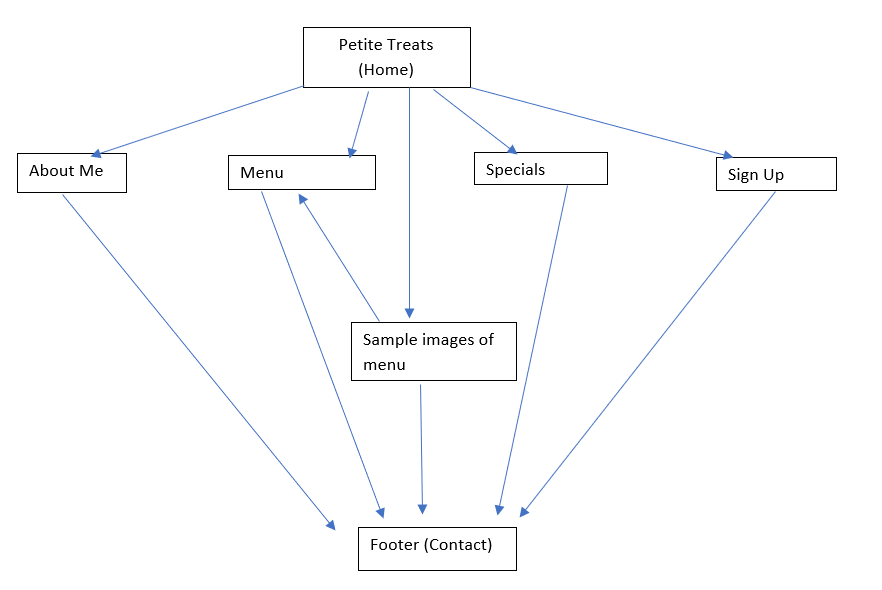 Petite Treats
(Home)
About Me
Menu
Specials
Sign Up
Sample images of
menu
Footer (Contact)